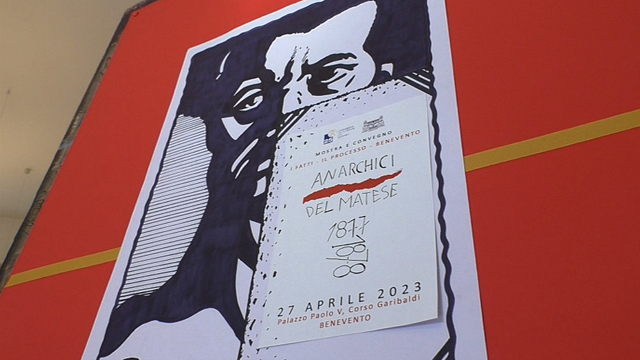 MOSTRA E CONVEGNO
I FATTI - IL PROCESSO - BENEVENTO
ANARCHICI
DEL MATESE
1877
1878
27 APRILE 2023
Palazzo Paolo V, Corso Garibaldi
BENEVENTO